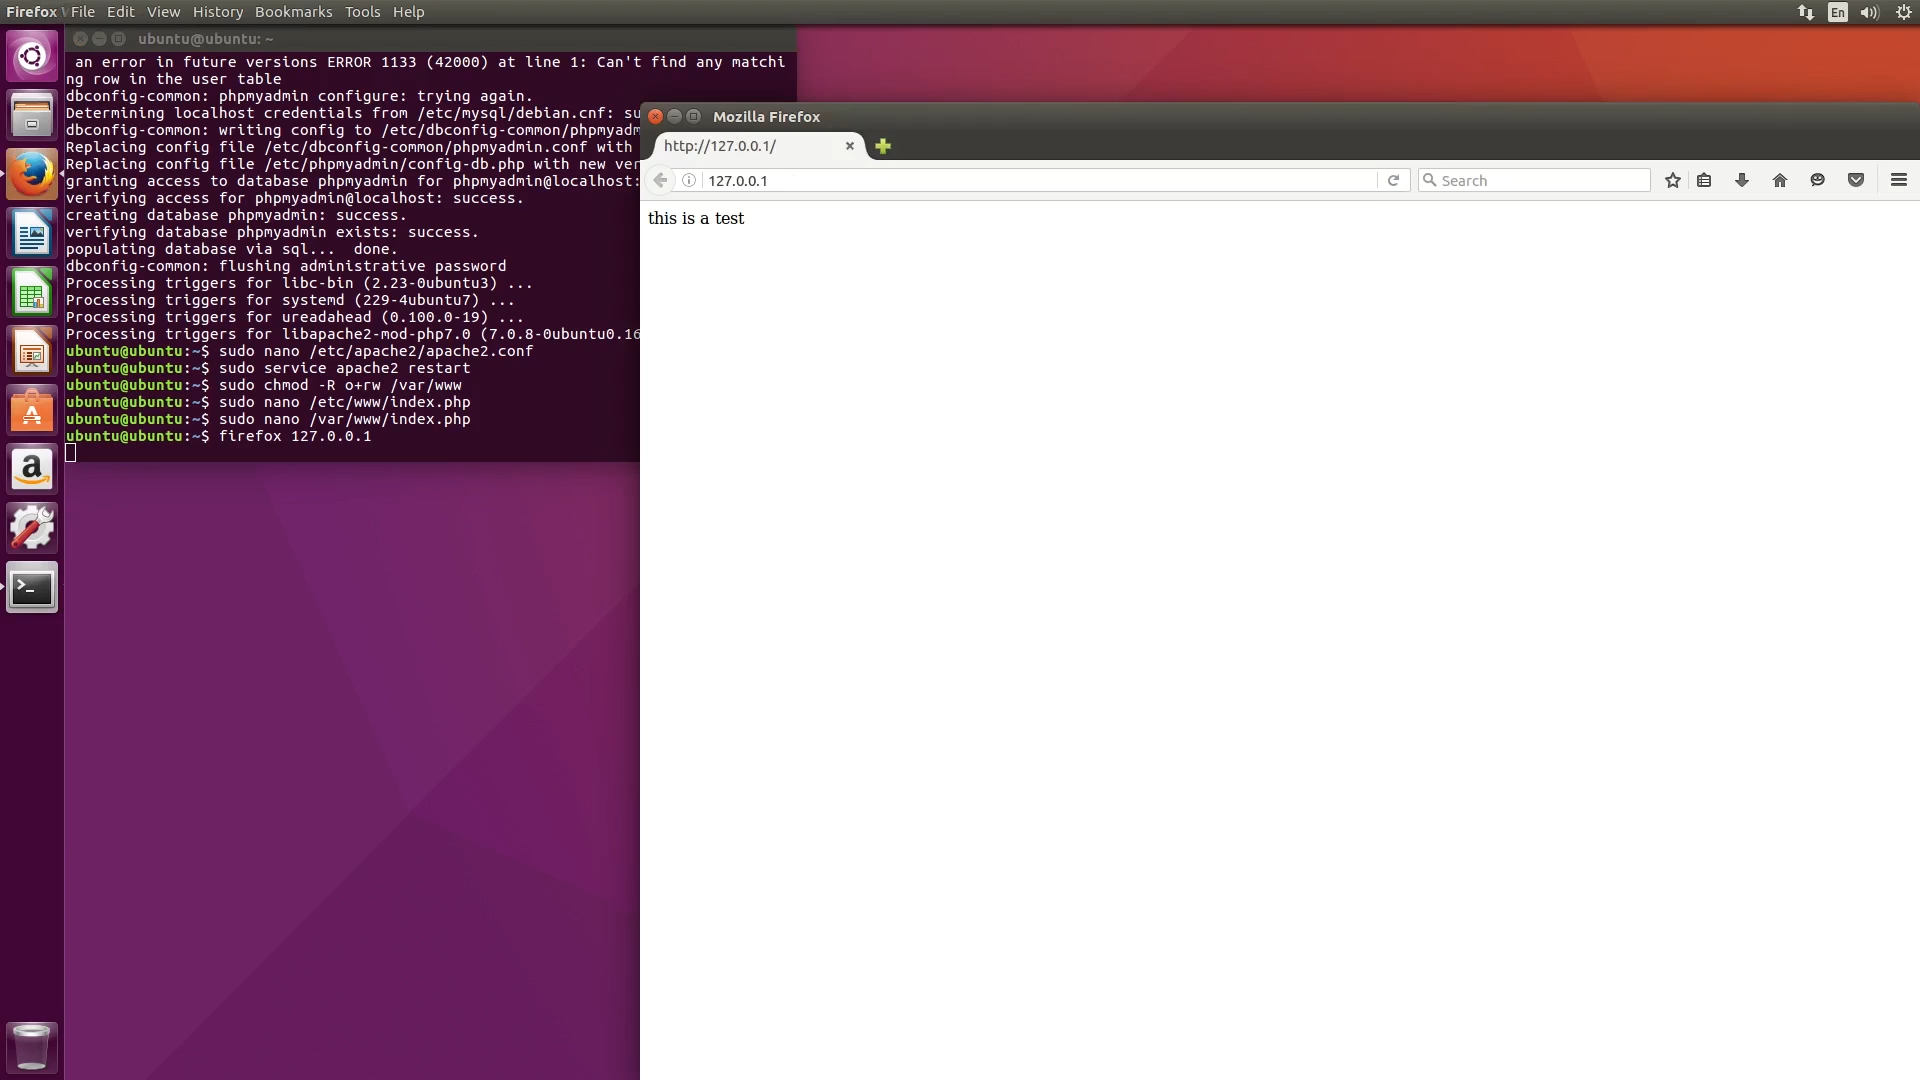 Firefox File Edit View History Bookmarks Tools Help En
ubuntu@ubuntu: ~
an error in future versions ERROR 1133 (42000) at line 1: Can't find any matchi
ng row in the user table
dbconfig-common: phpmyadmin configure: trying again.
Determining localhost credentials from /etc/mysql/debian.cnf: su
dbconfig-common: writing config to /etc/dbconfig-common/phpmyadm
Replacing config file /etc/dbconfig-common/phpmyadmin.conf with
Replacing config file /etc/phpmyadmin/config-db.php with new ver
granting access to database phpmyadmin for phpmyadmin@localhost:
verifying access for phpmyadmin@localhost: success.
creating database phpmyadmin: success.
verifying database phpmyadmin exists: success.
populating database via sql...  done.
dbconfig-common: flushing administrative password
Processing triggers for libc-bin (2.23-0ubuntu3) ...
Processing triggers for systemd (229-4ubuntu7) ...
Processing triggers for ureadahead (0.100.0-19) ...
Processing triggers for libapache2-mod-php7.0 (7.0.8-0ubuntu0.16
ubuntu@ubuntu:~$ sudo nano /etc/apache2/apache2.conf
ubuntu@ubuntu:~$ sudo service apache2 restart
ubuntu@ubuntu:~$ sudo chmod -R o+rw /var/www
ubuntu@ubuntu:~$ sudo nano /etc/www/index.php
ubuntu@ubuntu:~$ sudo nano /var/www/index.php
ubuntu@ubuntu:~$ firefox 127.0.0.1
Mozilla Firefox
http://127.0.0.1/
127.0.0.1 Search
this is a test